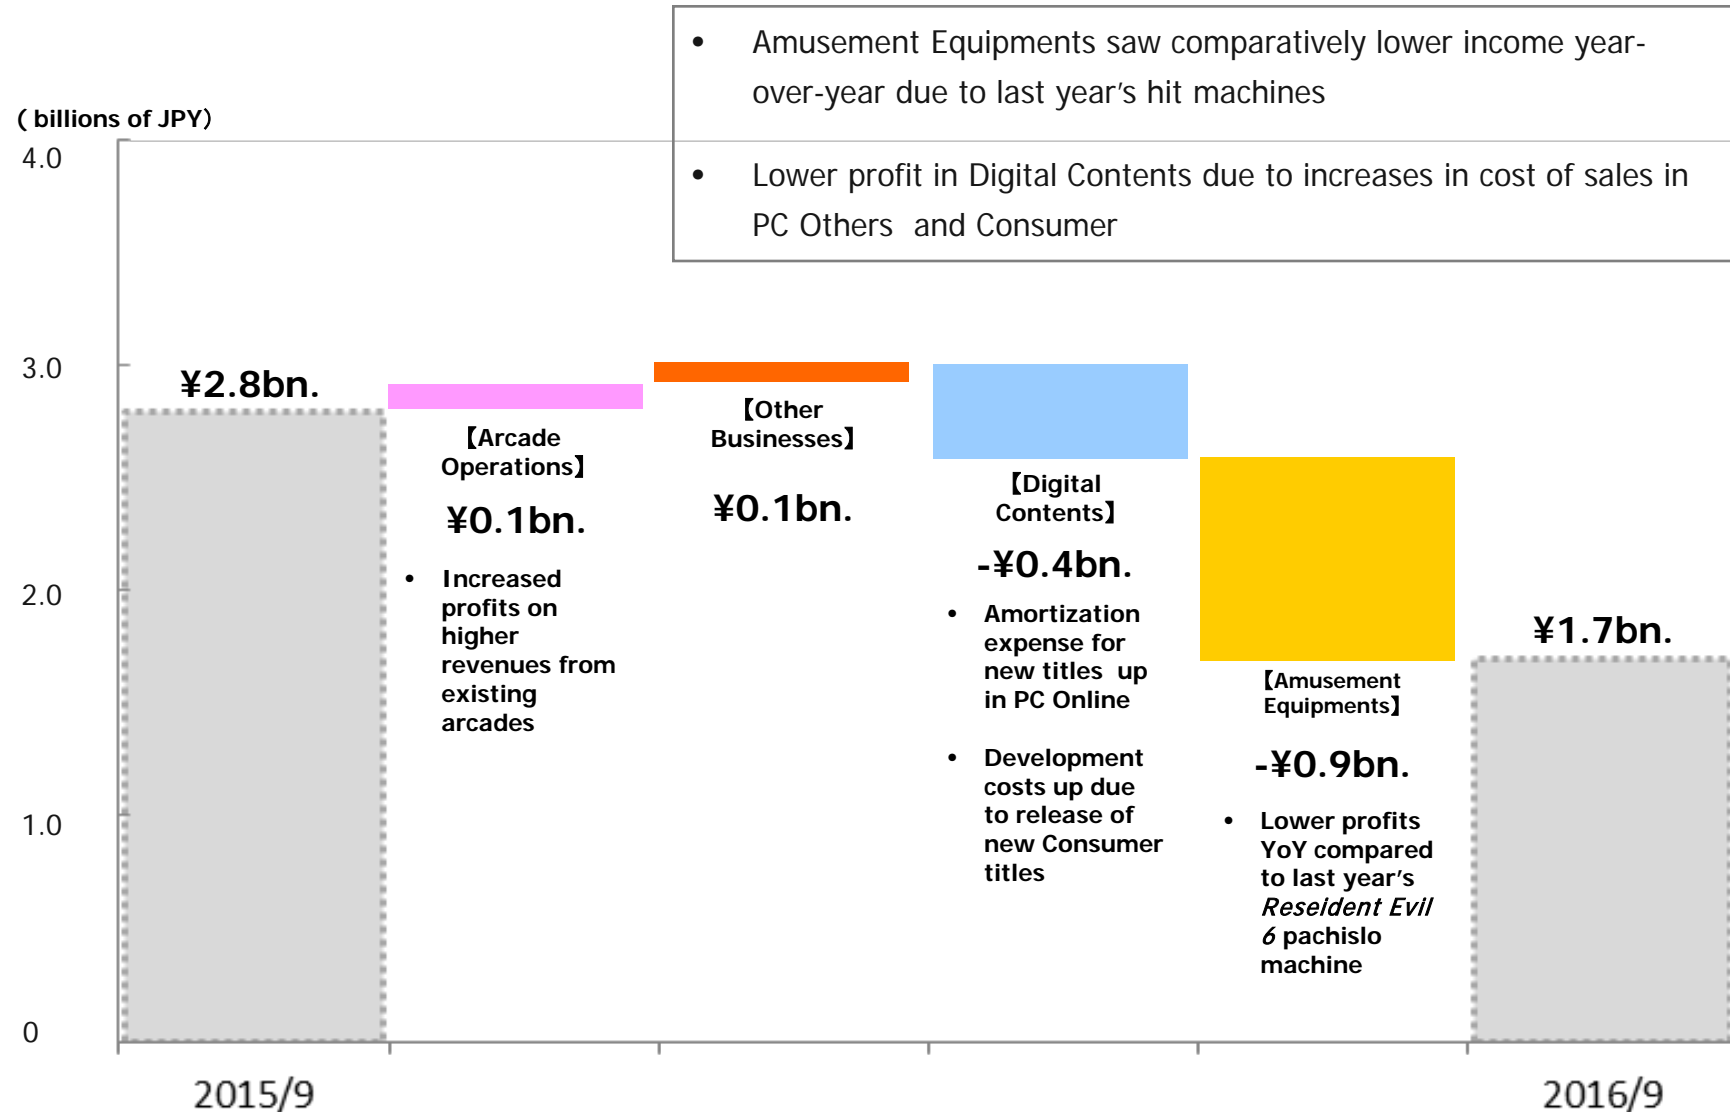 • Amusement Equipments saw comparatively lower income year-
over-year due to last year’s hit machines
• Lower profit in Digital Contents due to increases in cost of sales in
PC Others and Consumer
( billions of JPY)
4.0
3.0
2.0
1.0
0
¥2.8bn.
【Arcade
Operations】
¥0.1bn.
• Increased
profits on
higher
revenues from
existing
arcades
【Other
Businesses】
¥0.1bn.
【Digital
Contents】
-¥0.4bn.
• Amortization
expense for
new titles up
in PC Online
• Development
costs up due
to release of
new Consumer
titles
【Amusement
Equipments】
-¥0.9bn.
• Lower profits
YoY compared
to last year’s
Reseident Evil
6 pachislo
machine
¥1.7bn.
2015/9
2016/9